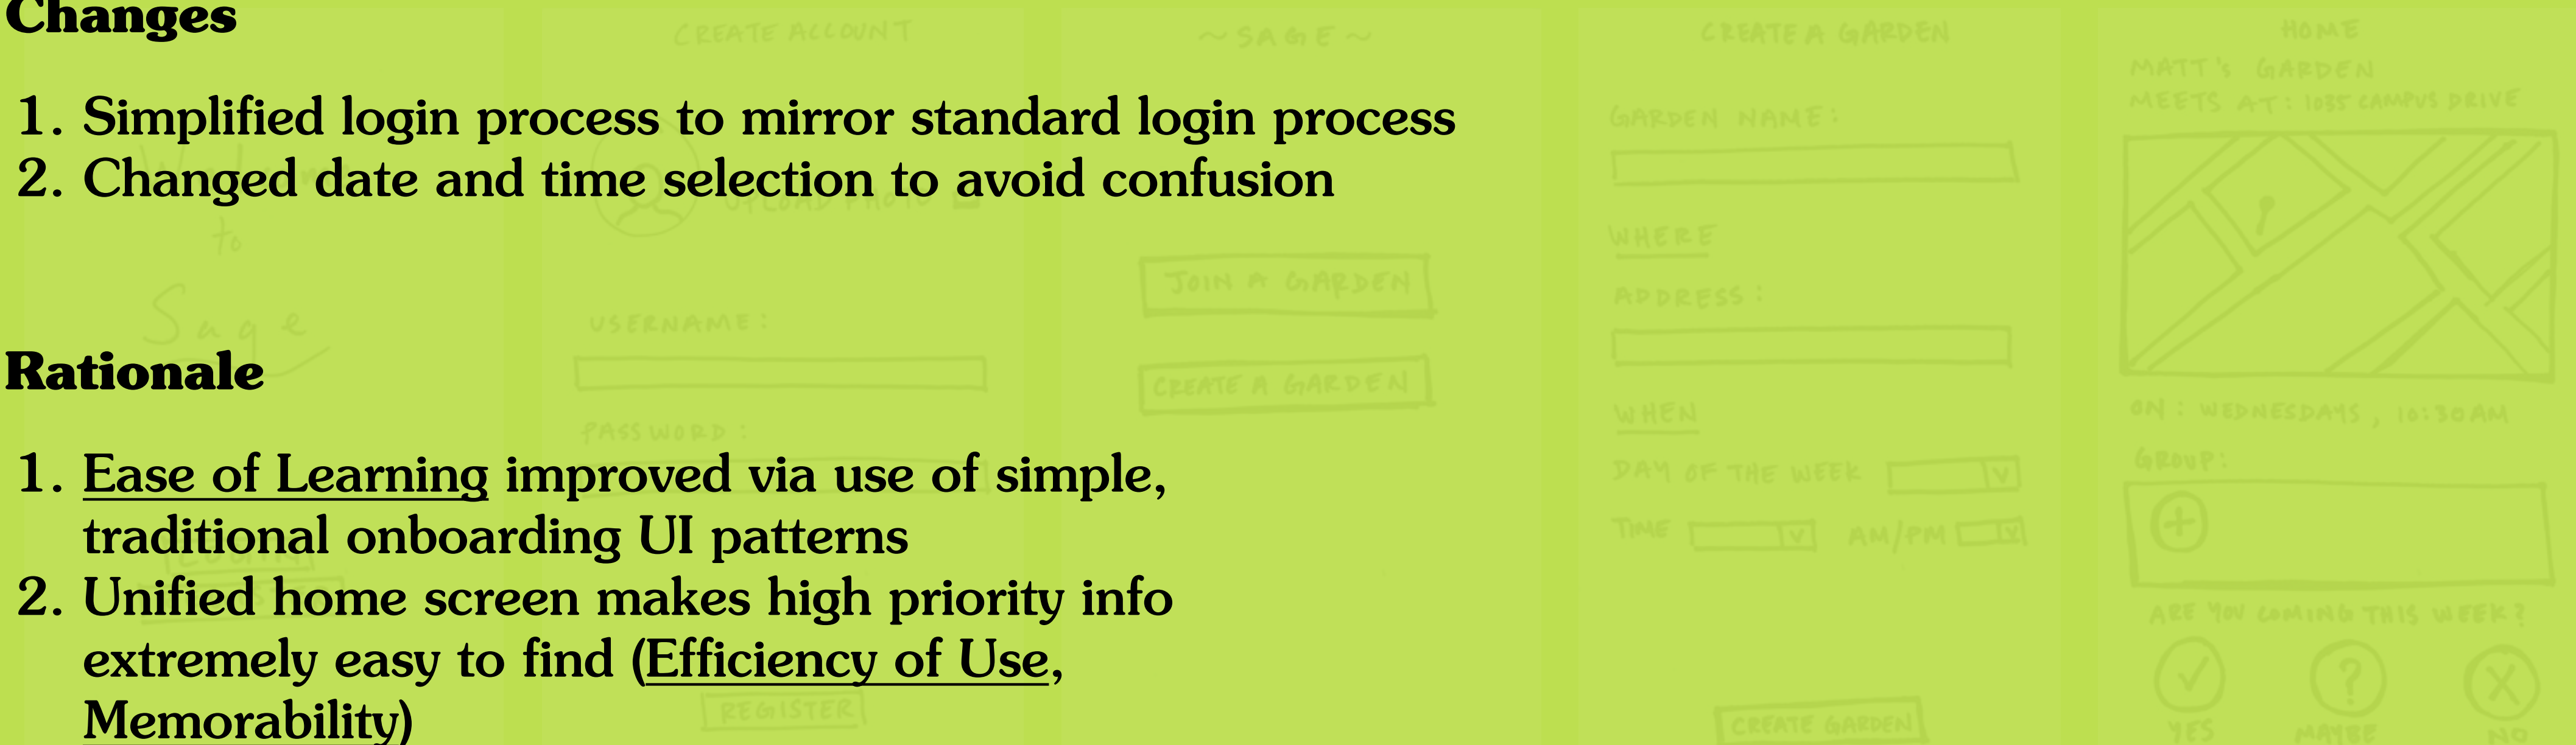 Changes
1. Simplified login process to mirror standard login process
2. Changed date and time selection to avoid confusion
Rationale
1. Ease of Learning improved via use of simple,
traditional onboarding UI patterns
2. Unified home screen makes high priority info
extremely easy to find (Efficiency of Use,
Memorability)
to
Sage
CREATE ACCOUNT
UPLOAD PHOTO
USERNAME:
PASSWORD:
REGISTER
~ SAGE ~
JOIN A GARDEN
CREATE A GARDEN
CREATE A GARDEN
GARDEN NAME:
WHERE
ADDRESS:
WHEN
DAY OF THE WEEK V
TIME V AM/PM V
CREATE GARDEN
HOME
MATT's GARDEN
MEETS AT: 1035 CAMPUS DRIVE
ON: WEDNESDAYS, 10:30AM
GROUP:
ARE YOU COMING THIS WEEK?
YES MAYBE NO